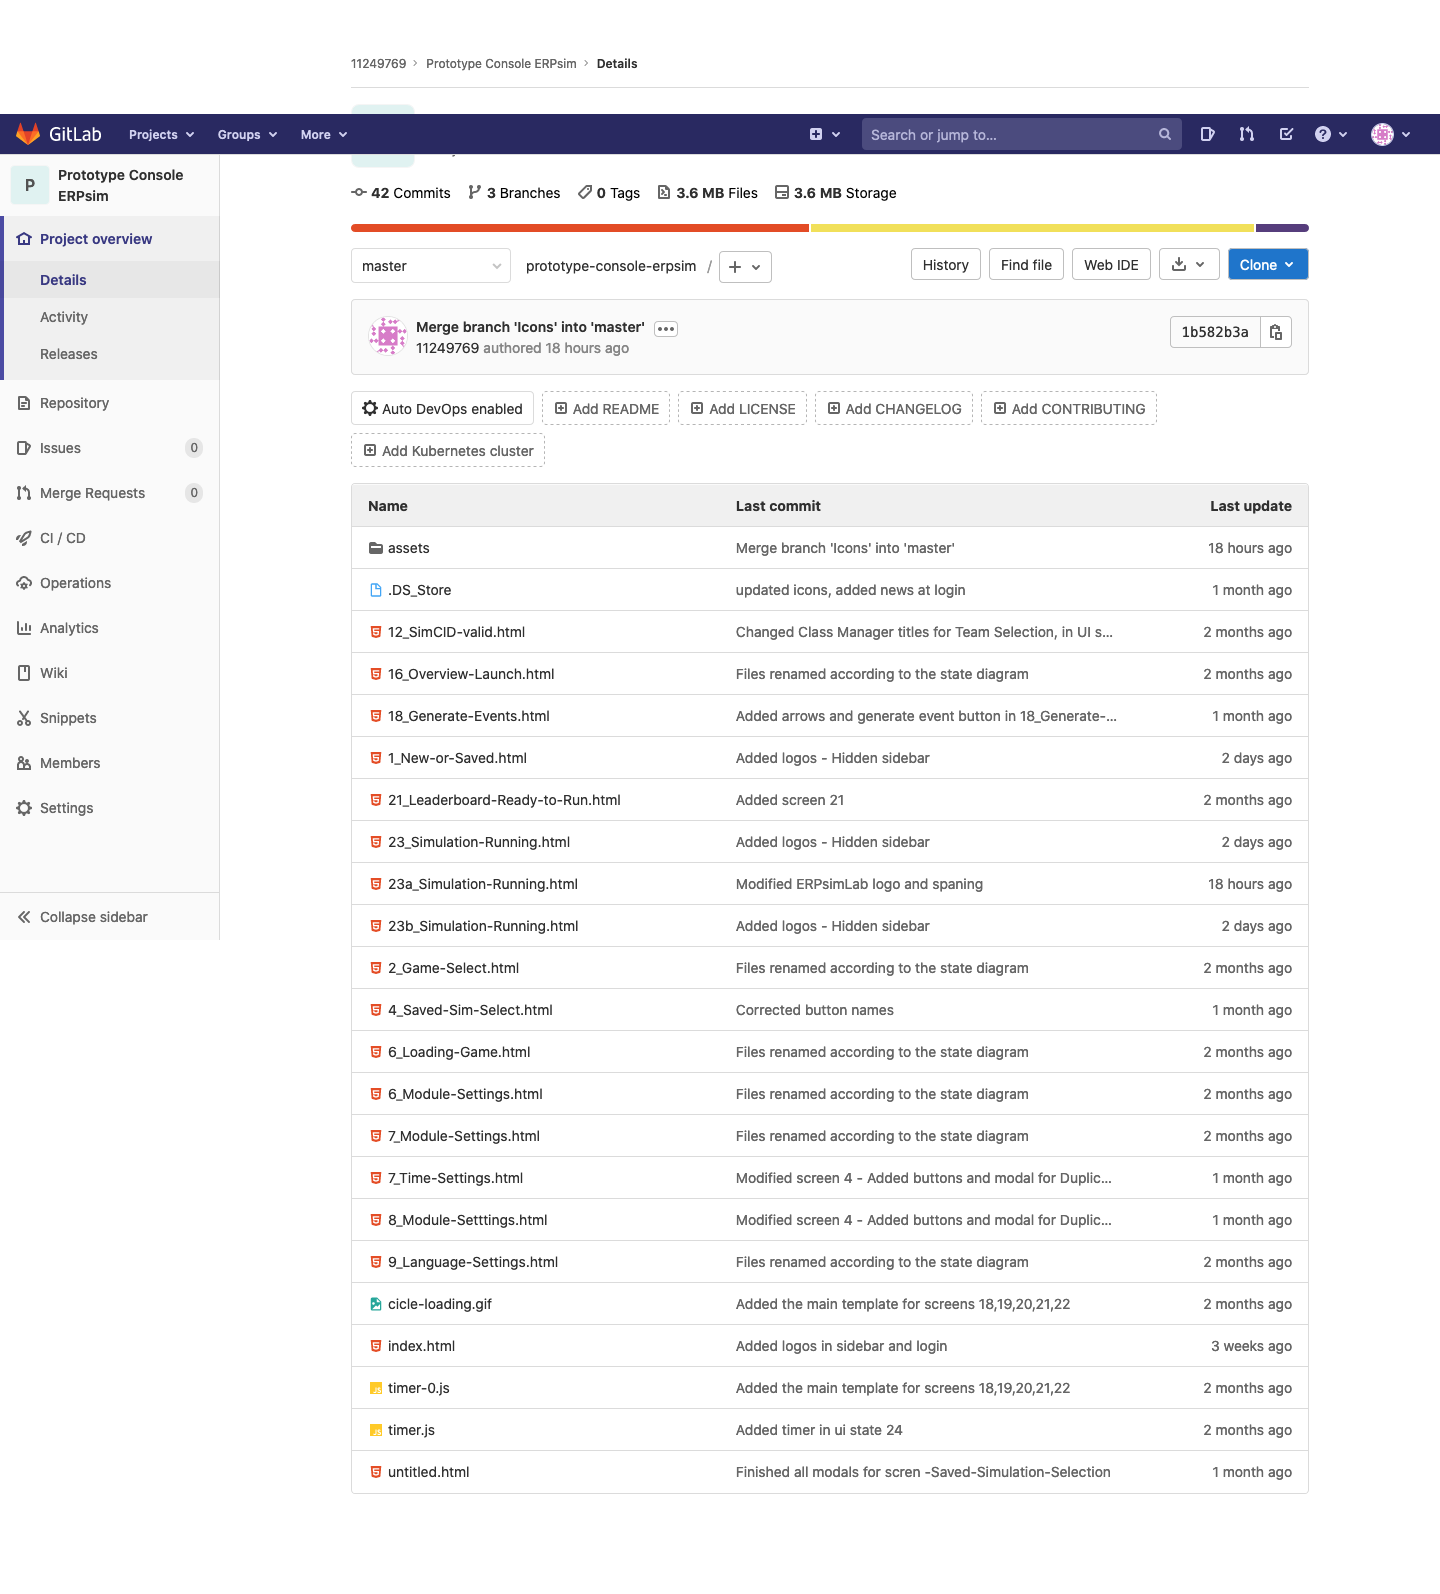 11249769 > Prototype Console ERPsim > Details
GitLab Projects Groups More Search or jump to...
P Prototype Console ERPsim
Project overview
Details
Activity
Releases
Repository
Issues 0
Merge Requests 0
CI / CD
Operations
Analytics
Wiki
Snippets
Members
Settings
Collapse sidebar
42 Commits 3 Branches 0 Tags 3.6 MB Files 3.6 MB Storage
master prototype-console-erpsim / + History Find file Web IDE Clone
Merge branch 'Icons' into 'master' ...
11249769 authored 18 hours ago
1b582b3a
Auto DevOps enabled Add README Add LICENSE Add CHANGELOG Add CONTRIBUTING
Add Kubernetes cluster
Name Last commit Last update
assets Merge branch 'Icons' into 'master' 18 hours ago
.DS_Store updated icons, added news at login 1 month ago
12_SimCID-valid.html Changed Class Manager titles for Team Selection, in UI s... 2 months ago
16_Overview-Launch.html Files renamed according to the state diagram 2 months ago
18_Generate-Events.html Added arrows and generate event button in 18_Generate-... 1 month ago
1_New-or-Saved.html Added logos - Hidden sidebar 2 days ago
21_Leaderboard-Ready-to-Run.html Added screen 21 2 months ago
23_Simulation-Running.html Added logos - Hidden sidebar 2 days ago
23a_Simulation-Running.html Modified ERPsimLab logo and spaning 18 hours ago
23b_Simulation-Running.html Added logos - Hidden sidebar 2 days ago
2_Game-Select.html Files renamed according to the state diagram 2 months ago
4_Saved-Sim-Select.html Corrected button names 1 month ago
6_Loading-Game.html Files renamed according to the state diagram 2 months ago
6_Module-Settings.html Files renamed according to the state diagram 2 months ago
7_Module-Settings.html Files renamed according to the state diagram 2 months ago
7_Time-Settings.html Modified screen 4 - Added buttons and modal for Duplic... 1 month ago
8_Module-Setttings.html Modified screen 4 - Added buttons and modal for Duplic... 1 month ago
9_Language-Settings.html Files renamed according to the state diagram 2 months ago
cicle-loading.gif Added the main template for screens 18,19,20,21,22 2 months ago
index.html Added logos in sidebar and login 3 weeks ago
timer-0.js Added the main template for screens 18,19,20,21,22 2 months ago
timer.js Added timer in ui state 24 2 months ago
untitled.html Finished all modals for scren -Saved-Simulation-Selection 1 month ago